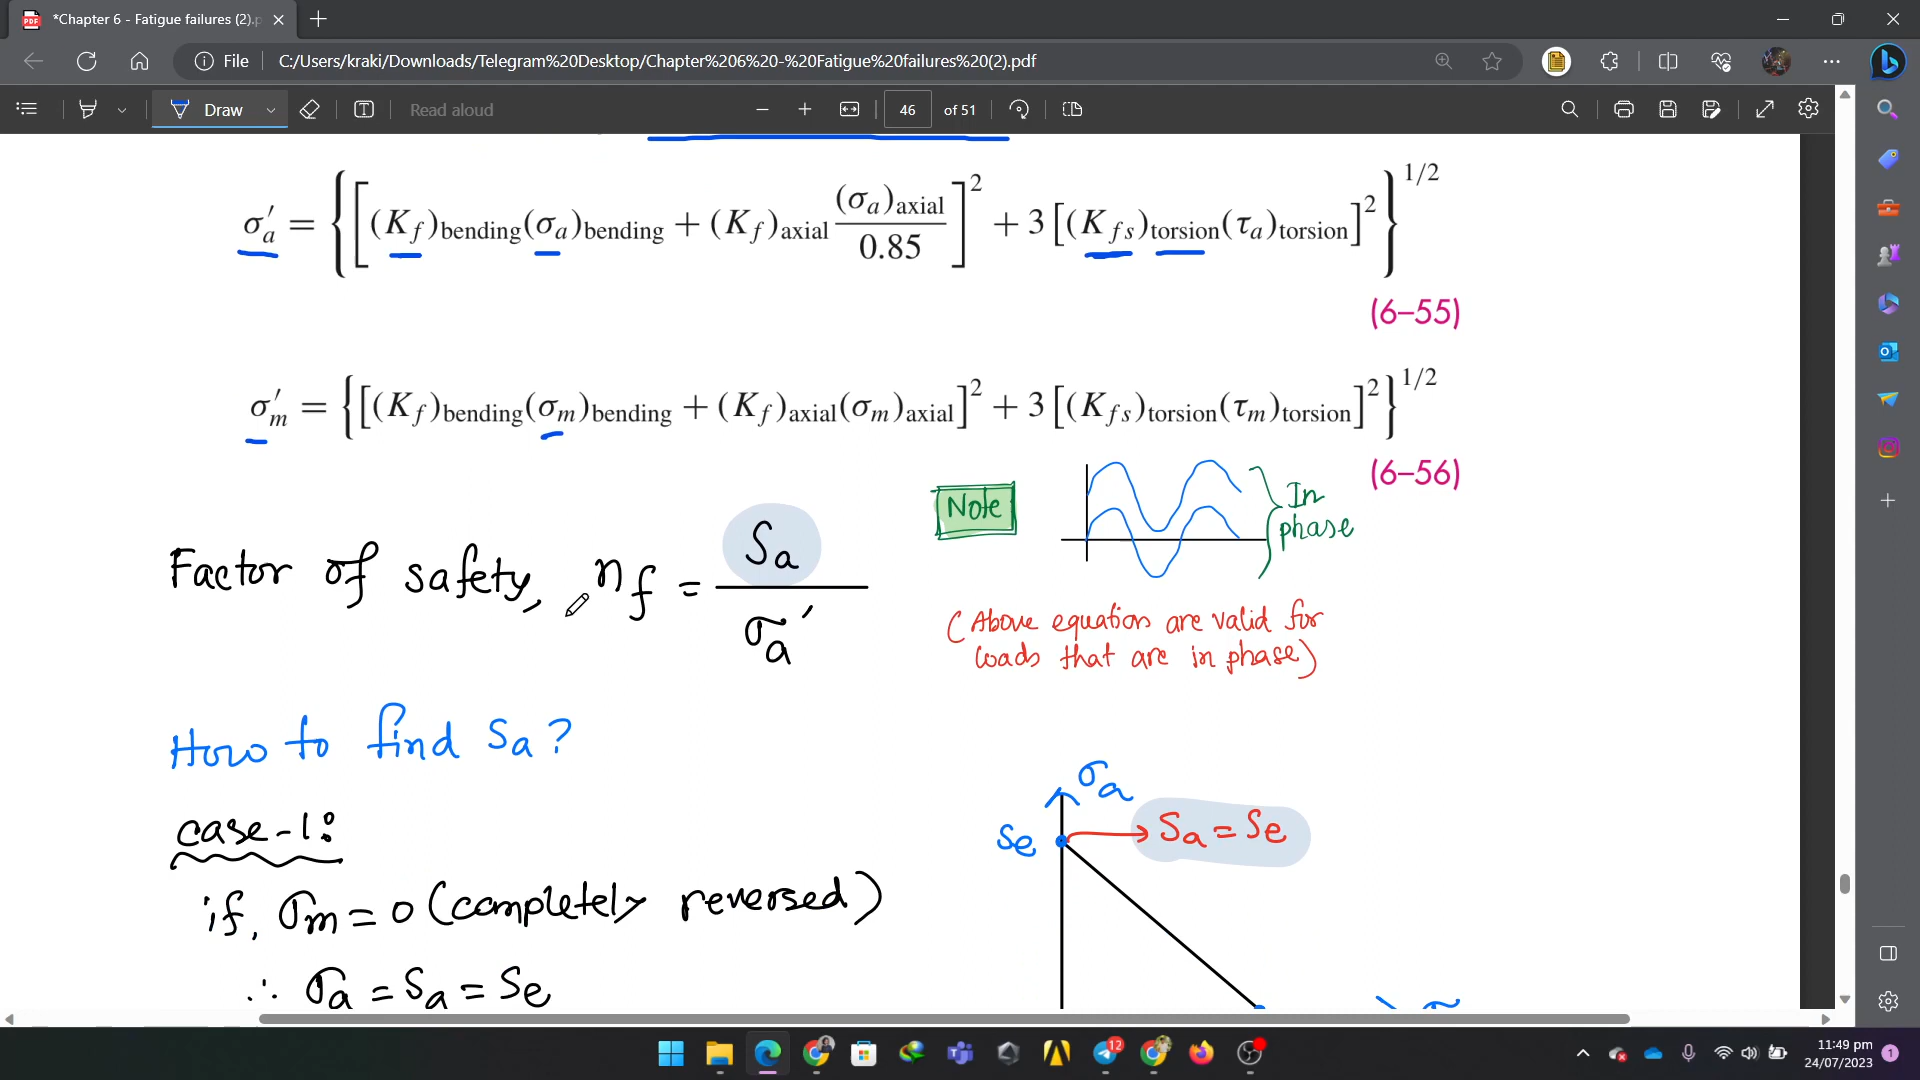 *Chapter 6 - Fatigue failures (2).p
File C:/Users/kraki/Downloads/Telegram%20Desktop/Chapter%206%20-%20Fatigue%20failures%20(2).pdf
Draw Read aloud 46 of 51
σ′a = {[(Kf)bending(σa)bending + (Kf)axial (σa)axial/0.85]² + 3[(Kfs)torsion(τa)torsion]²}^1/2
(6–55)
σ′m = {[(Kf)bending(σm)bending + (Kf)axial(σm)axial]² + 3[(Kfs)torsion(τm)torsion]²}^1/2
(6–56)
Note
In
phase
Factor of safety, nf = Sa/σa′
(Above equation are valid for
loads that are in phase)
How to find Sa?
σa
Se
Sa = Se
case-1:
if, σm = 0 (completely reversed)
∴ σa = Sa = Se
12
11:49 pm
24/07/2023
1